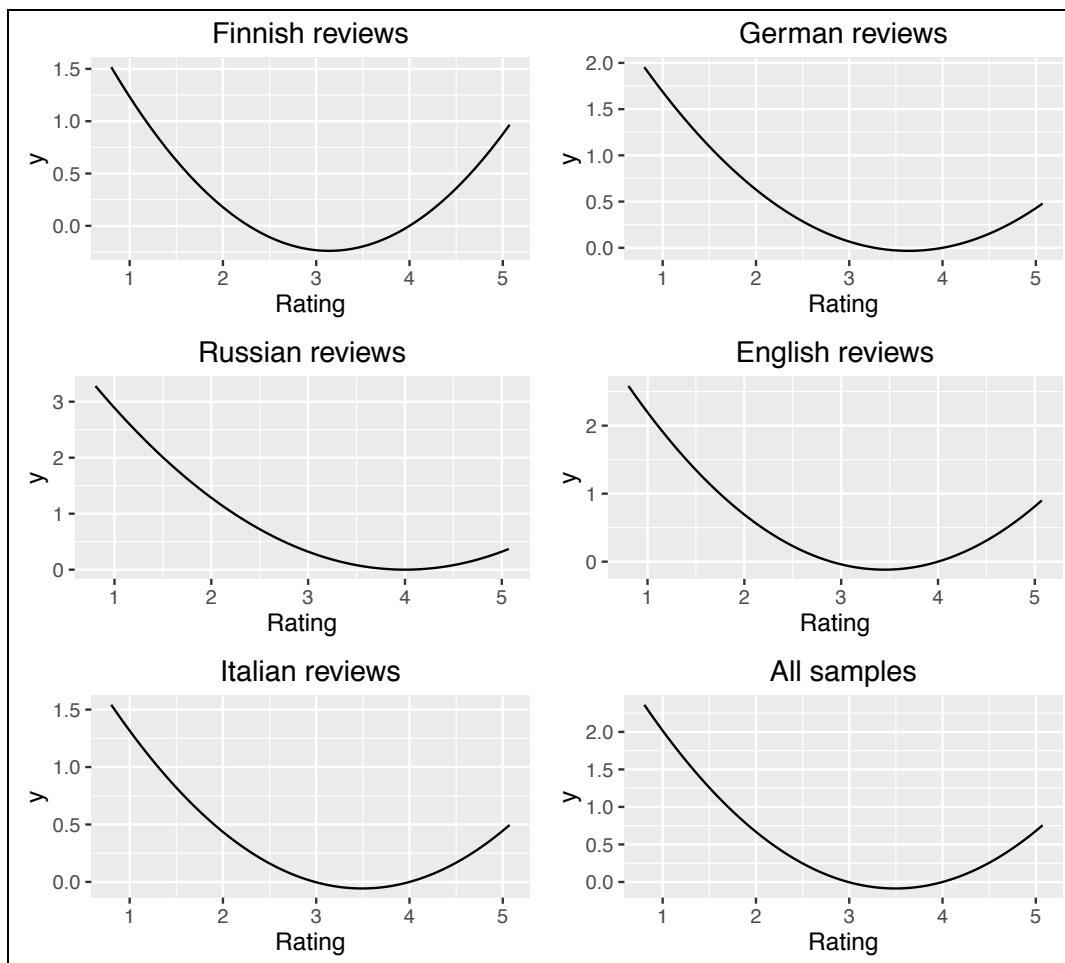 Finnish reviews
1.5
1.0
0.5
0.0
y
1 2 3 4 5
Rating
German reviews
2.0
1.5
1.0
0.5
0.0
y
1 2 3 4 5
Rating
Russian reviews
3
2
1
0
y
1 2 3 4 5
Rating
English reviews
2
1
0
y
1 2 3 4 5
Rating
Italian reviews
1.5
1.0
0.5
0.0
y
1 2 3 4 5
Rating
All samples
2.0
1.5
1.0
0.5
0.0
y
1 2 3 4 5
Rating